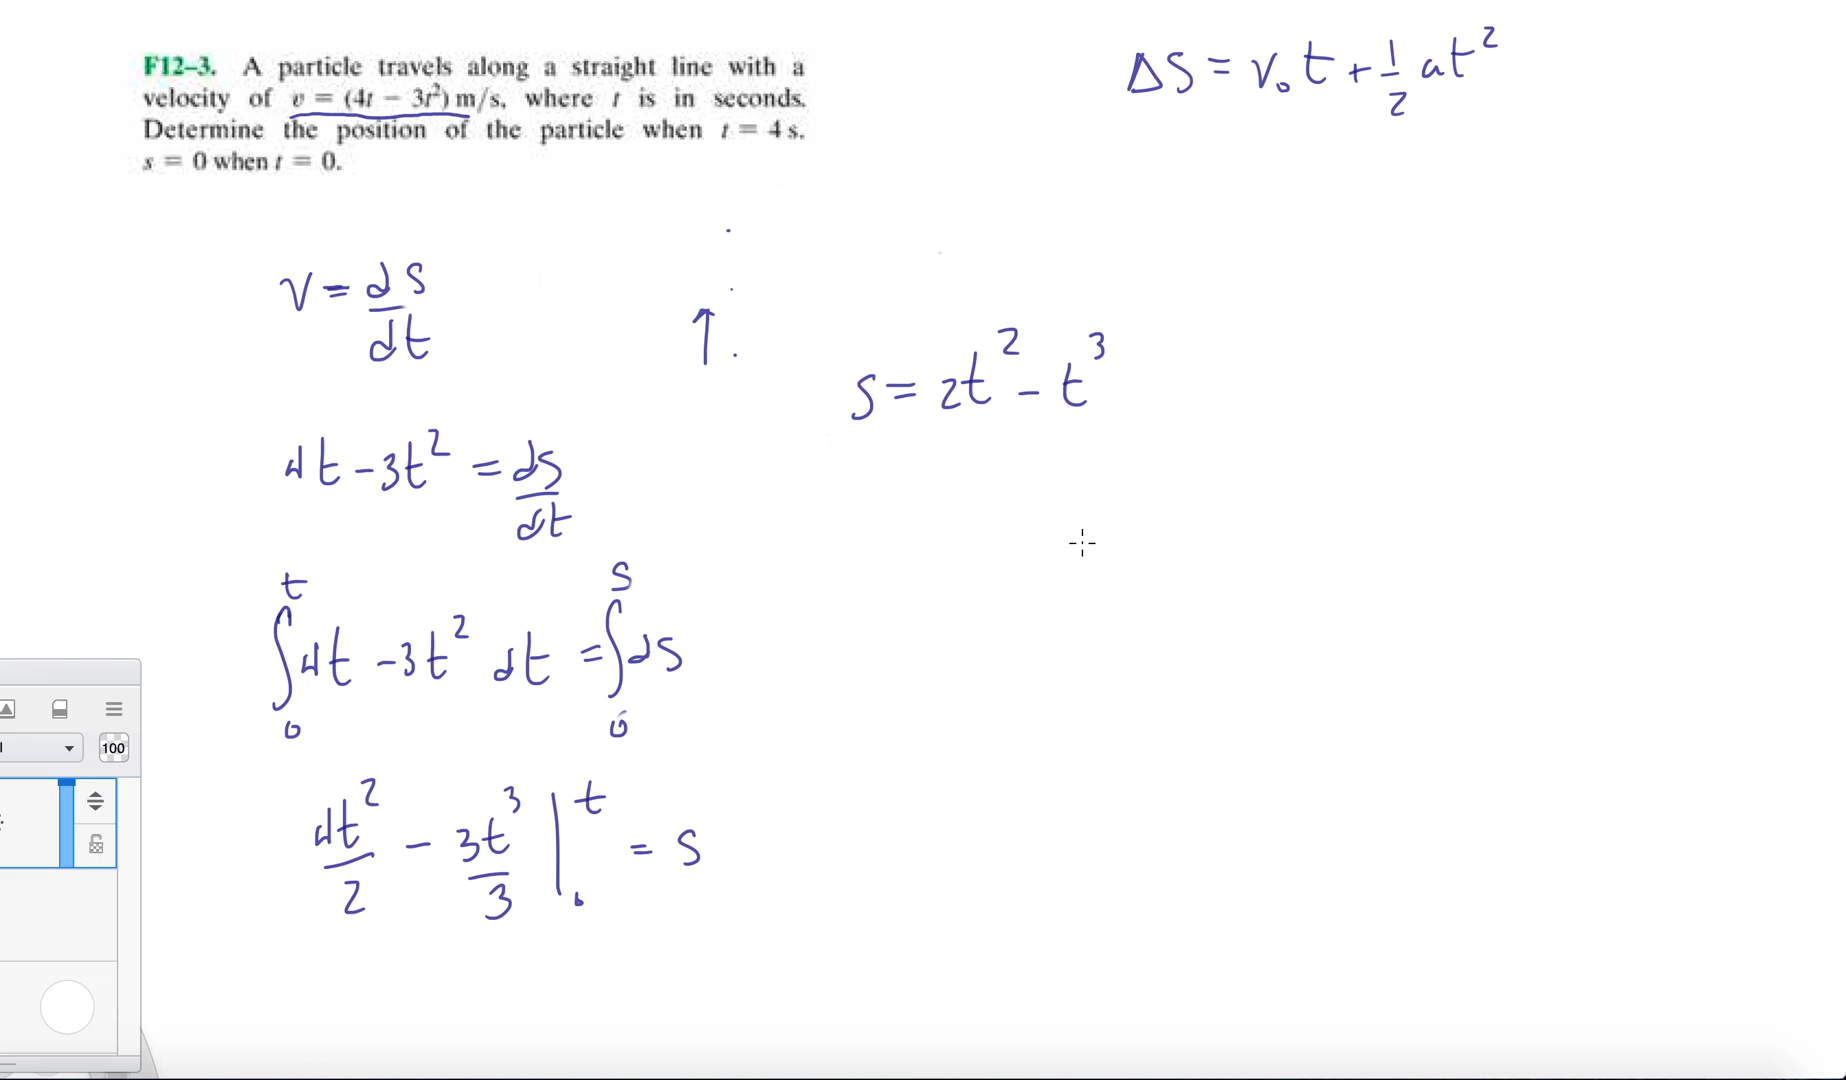 F12–3. A particle travels along a straight line with a
velocity of v = (4t − 3t²) m/s, where t is in seconds.
Determine the position of the particle when t = 4 s.
s = 0 when t = 0.
ΔS = v₀t + 1/2 at²
V = ds/dt
↑.
4t − 3t² = ds/dt
∫₀ᵗ 4t − 3t² dt = ∫₀ˢ ds
4t²/2 − 3t³/3 |₀ᵗ = s
s = 2t² − t³
100